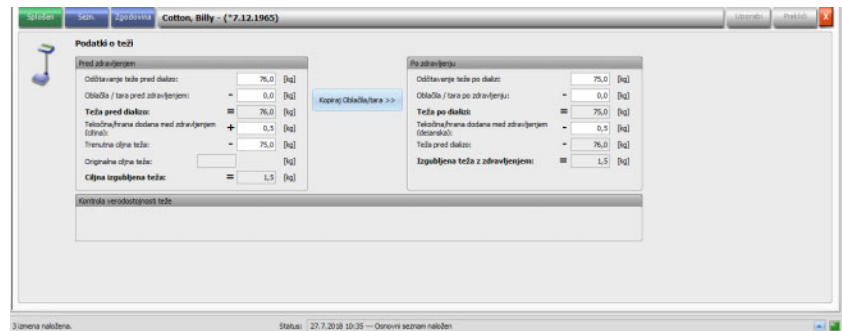 Splošen Sezn. Zgodovina Cotton, Billy - (*7.12.1965) Uporabi Prekliči X
Podatki o teži
Pred zdravljenjem
Odčitavanje teže pred dializo: 76,0 [kg]
Oblačila / tara pred zdravljenjem: - 0,0 [kg]
Teža pred dializo: = 76,0 [kg]
Tekočina/hrana dodana med zdravljenjem
(ciljna): + 0,5 [kg]
Trenutna ciljna teža: - 75,0 [kg]
Originalna ciljna teža: [kg]
Ciljna izgubljena teža: = 1,5 [kg]
Kopiraj Oblačila/tara >>
Po zdravljenju
Odčitavanje teže po dializi: 75,0 [kg]
Oblačila / tara po zdravljenju: - 0,0 [kg]
Teža po dializi: = 75,0 [kg]
Tekočina/hrana dodana med zdravljenjem
(dejanska): - 0,5 [kg]
Teža pred dializo: - 76,0 [kg]
Izgubljena teža z zdravljenjem: = 1,5 [kg]
Kontrola verodostojnosti teže
3 izmena naložena. Status: 27.7.2018 10:35 --- Osnovni seznam naložen